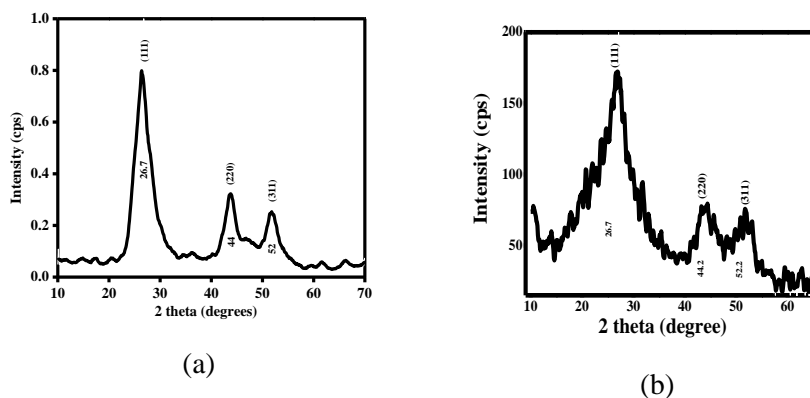 1.0
0.8
0.6
0.4
0.2
0.0
Intensity (cps)
(111)
26.7
(220)
44
(311)
52
10 20 30 40 50 60 70
2 theta (degrees)
(a)
200
150
100
50
Intensity (cps)
(111)
26.7
(220)
44.2
(311)
52.2
10 20 30 40 50 60
2 theta (degree)
(b)